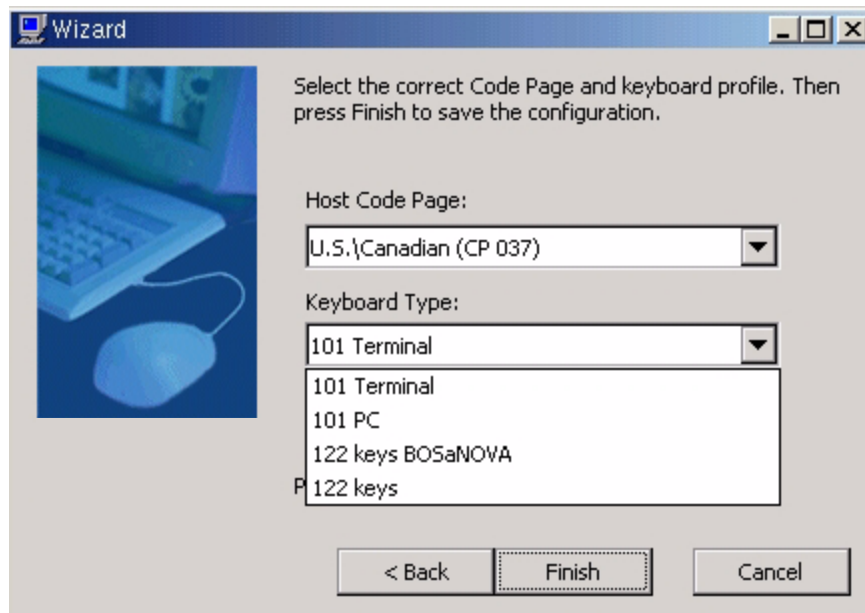 Wizard
Select the correct Code Page and keyboard profile. Then
press Finish to save the configuration.
Host Code Page:
U.S.\Canadian (CP 037)
Keyboard Type:
101 Terminal
101 Terminal
101 PC
122 keys BOSaNOVA
122 keys
< Back
Finish
Cancel